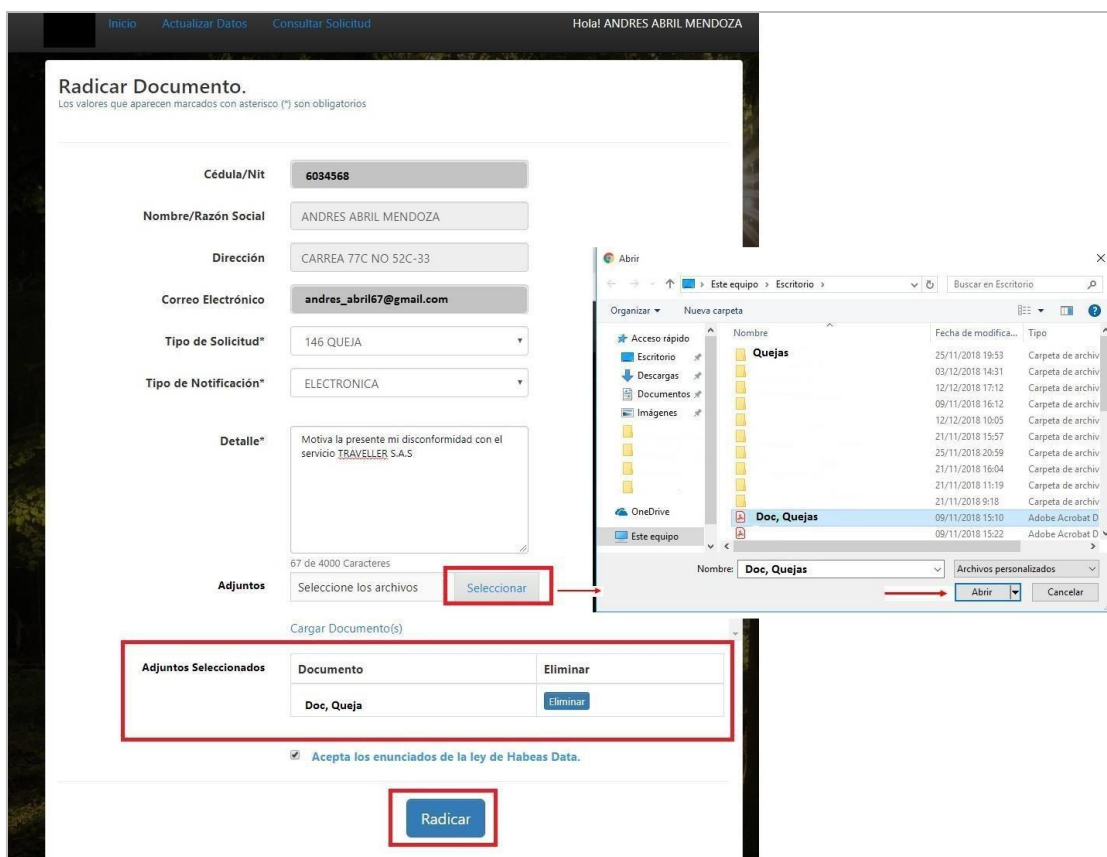 Inicio Actualizar Datos Consultar Solicitud Hola! ANDRES ABRIL MENDOZA
Radicar Documento.
Los valores que aparecen marcados con asterisco (*) son obligatorios
Cédula/Nit 6034568
Nombre/Razón Social ANDRES ABRIL MENDOZA
Dirección CARREA 77C NO 52C-33
Correo Electrónico andres_abril67@gmail.com
Tipo de Solicitud* 146 QUEJA
Tipo de Notificación* ELECTRONICA
Detalle* Motiva la presente mi disconformidad con el
servicio TRAVELLER S.A.S
67 de 4000 Caracteres
Adjuntos Seleccione los archivos Seleccionar
Cargar Documento(s)
Adjuntos Seleccionados Documento Eliminar
Doc, Queja Eliminar
Acepta los enunciados de la ley de Habeas Data.
Radicar
Abrir
Este equipo > Escritorio > Buscar en Escritorio
Organizar Nueva carpeta
Acceso rápido
Escritorio
Descargas
Documentos
Imágenes
OneDrive
Este equipo
Nombre Fecha de modifica... Tipo
Quejas 25/11/2018 19:53 Carpeta de archiv
03/12/2018 14:31 Carpeta de archiv
12/12/2018 17:12 Carpeta de archiv
09/11/2018 16:12 Carpeta de archiv
12/12/2018 10:05 Carpeta de archiv
21/11/2018 15:57 Carpeta de archiv
25/11/2018 20:59 Carpeta de archiv
21/11/2018 16:04 Carpeta de archiv
21/11/2018 11:19 Carpeta de archiv
21/11/2018 9:18 Carpeta de archiv
Doc, Quejas 09/11/2018 15:10 Adobe Acrobat D
09/11/2018 15:22 Adobe Acrobat D
Nombre: Doc, Quejas Archivos personalizados
Abrir Cancelar